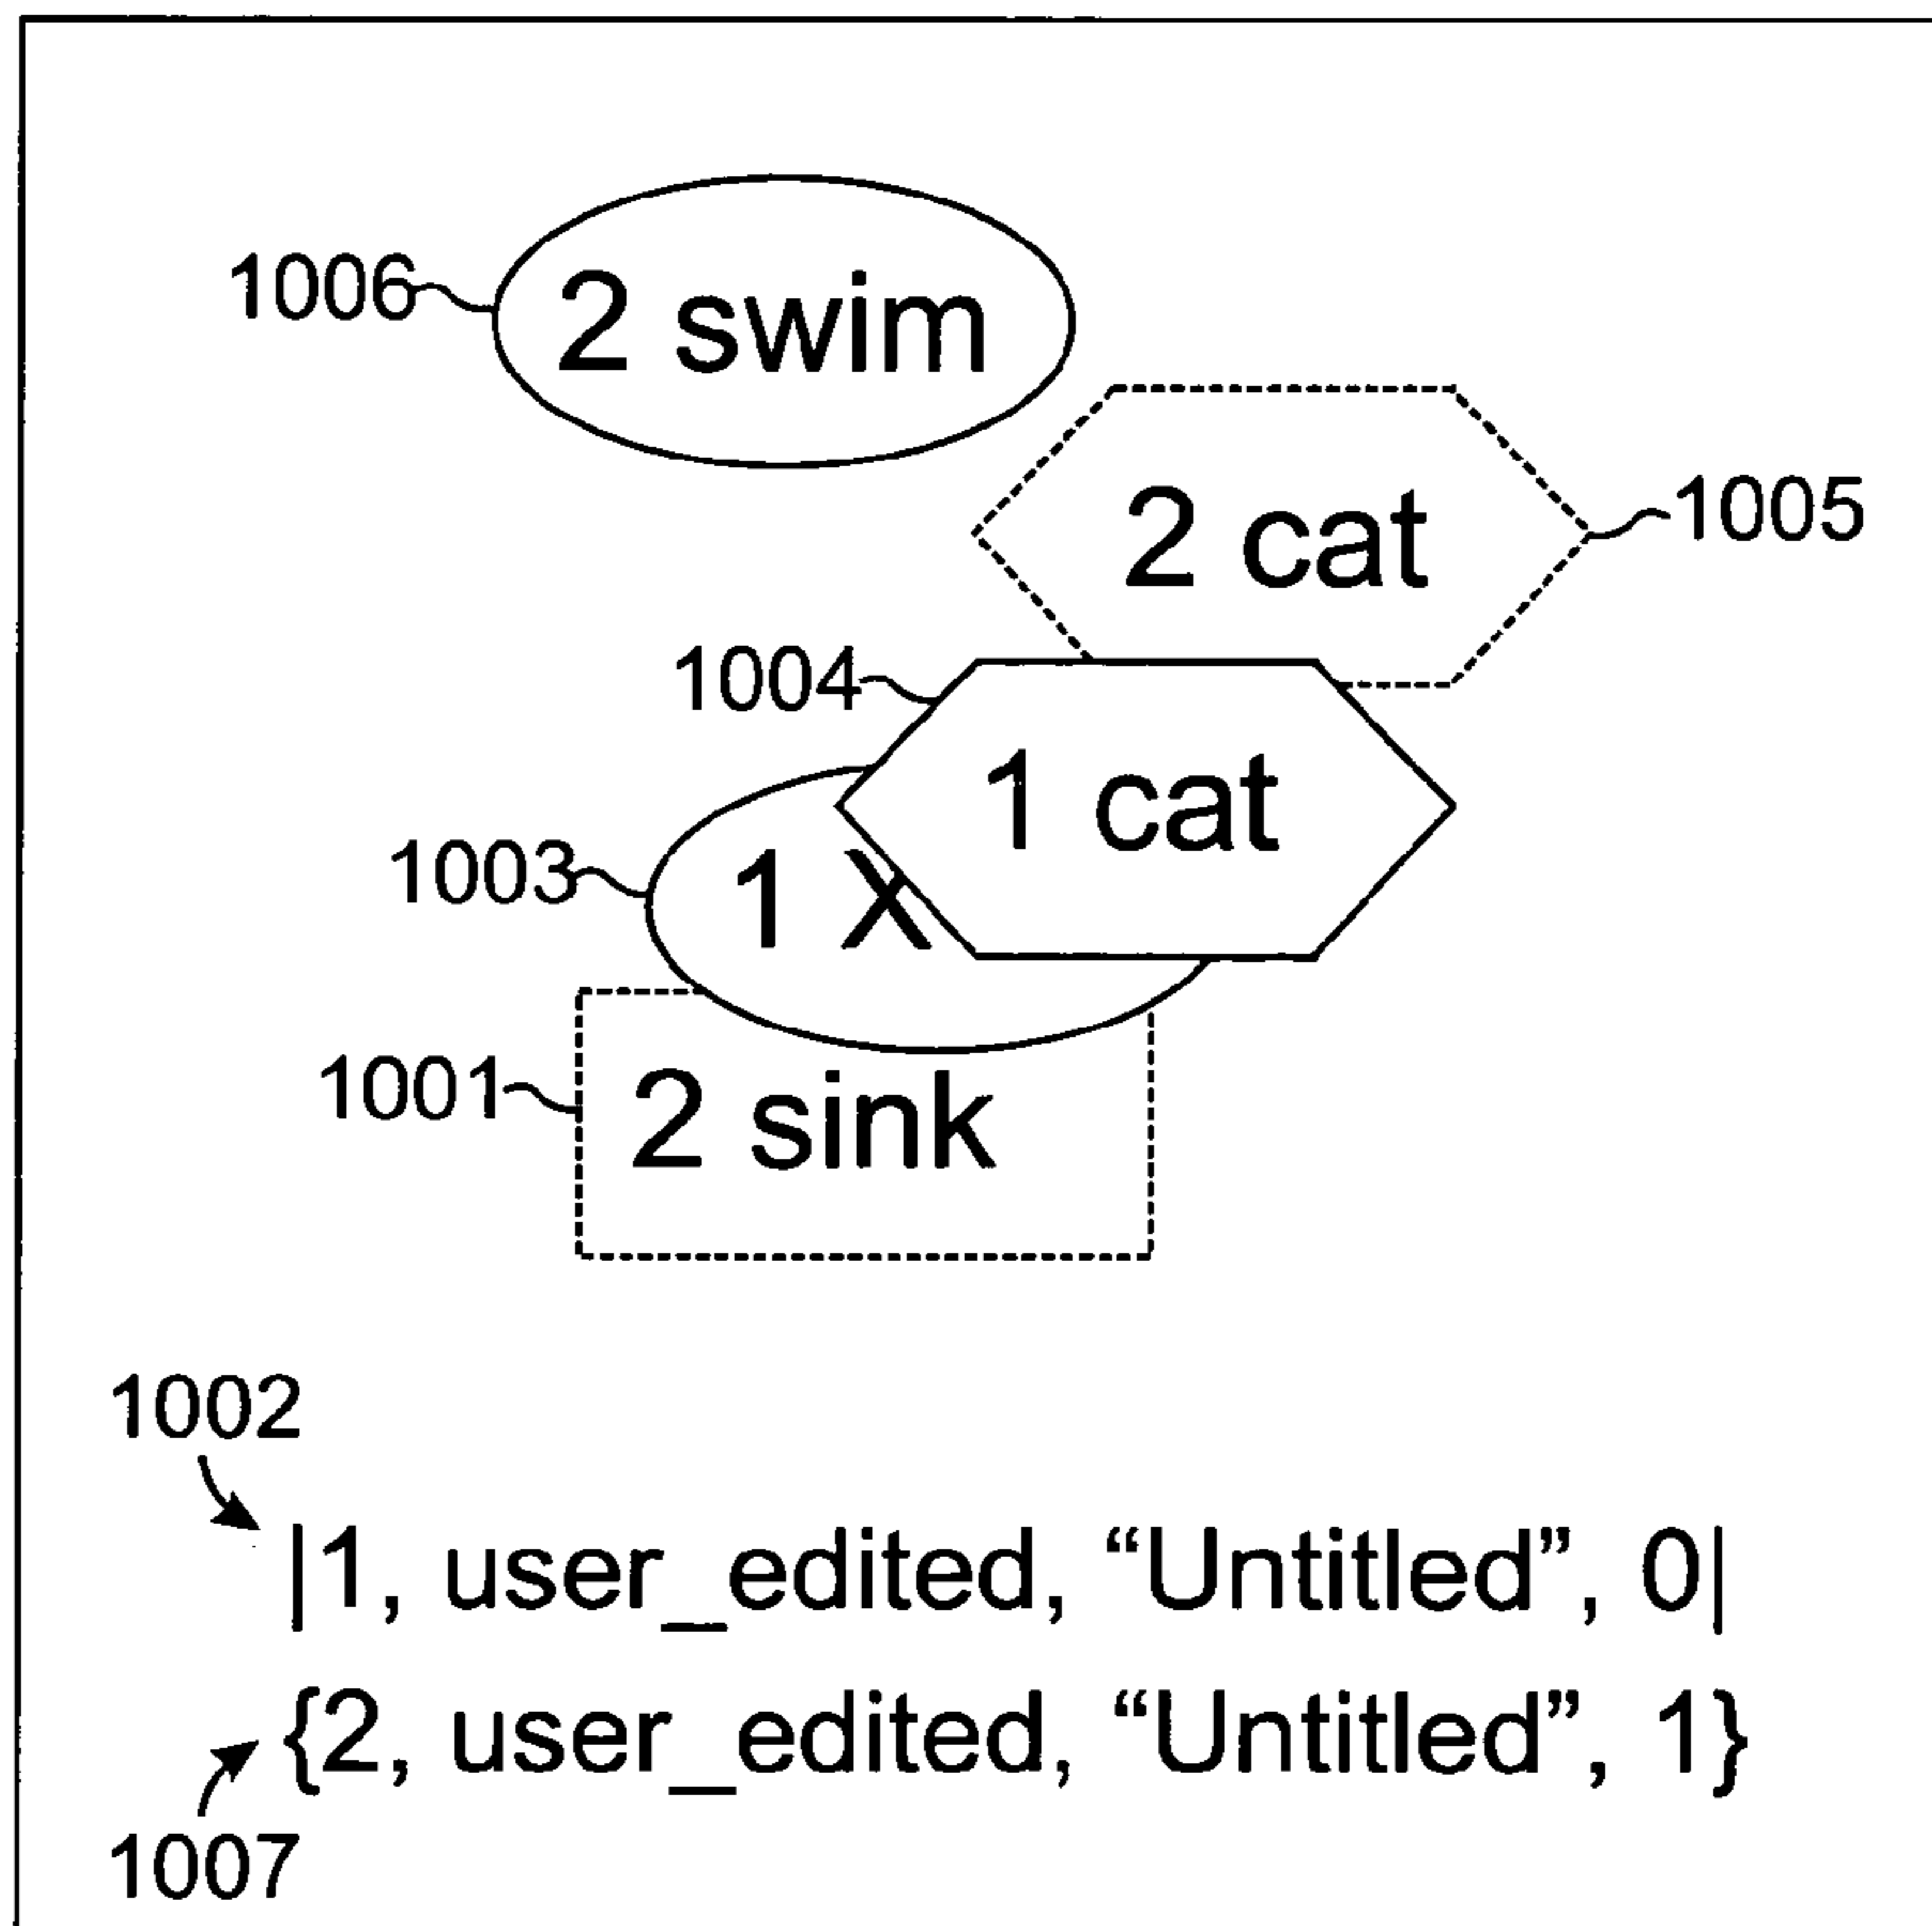 1006
2 swim
2 cat
1005
1004
1 cat
1003
1 X
1001
2 sink
1002
|1, user_edited, “Untitled”, 0|
{2, user_edited, “Untitled”, 1}
1007